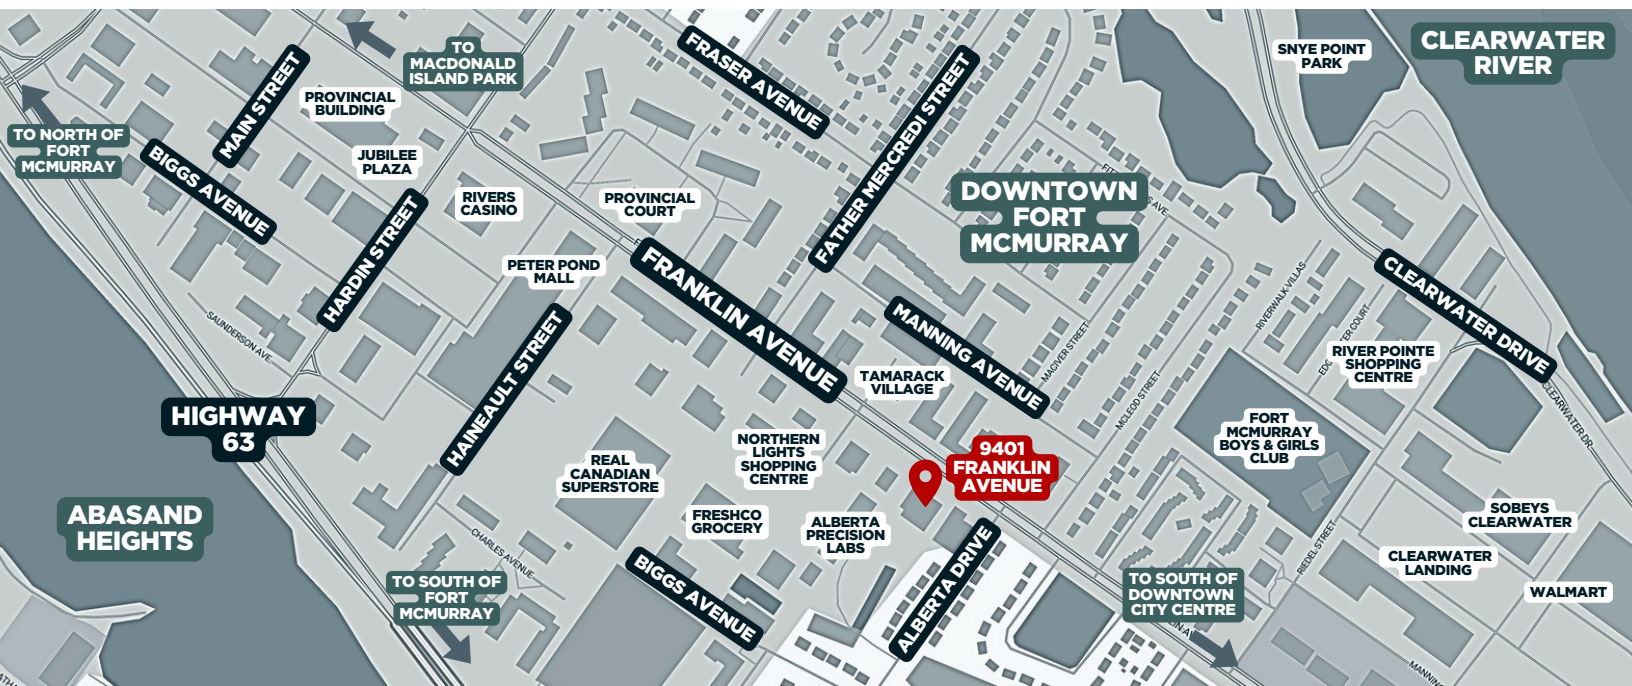 FRASER AVENUE
CLEARWATER
RIVER
SNYE POINT
PARK
TO
MACDONALD
ISLAND PARK
MAIN STREET
PROVINCIAL
BUILDING
FATHER MERCREDI STREET
TO NORTH OF
FORT
MCMURRAY
BIGGS AVENUE
JUBILEE
PLAZA
RIVERS
CASINO
PROVINCIAL
COURT
DOWNTOWN
FORT
MCMURRAY
HARDIN STREET
PETER POND
MALL
FRANKLIN AVENUE
CLEARWATER DRIVE
RIVERWALK VILLAS
SAUNDERSON AVE.
HAINEAULT STREET
MANNING AVENUE
MACIVER STREET
RIVER POINTE
SHOPPING
CENTRE
TAMARACK
VILLAGE
MCLEOD STREET
CLEARWATER DR.
HIGHWAY
63
FORT
MCMURRAY
BOYS & GIRLS
CLUB
NORTHERN
LIGHTS
SHOPPING
CENTRE
9401
FRANKLIN
AVENUE
REAL
CANADIAN
SUPERSTORE
ABASAND
HEIGHTS
FRESHCO
GROCERY
ALBERTA
PRECISION
LABS
SOBEYS
CLEARWATER
CHARLES AVENUE
RIEDEL STREET
CLEARWATER
LANDING
ALBERTA DRIVE
BIGGS AVENUE
TO SOUTH OF
FORT
MCMURRAY
TO SOUTH OF
DOWNTOWN
CITY CENTRE
WALMART
MANNING